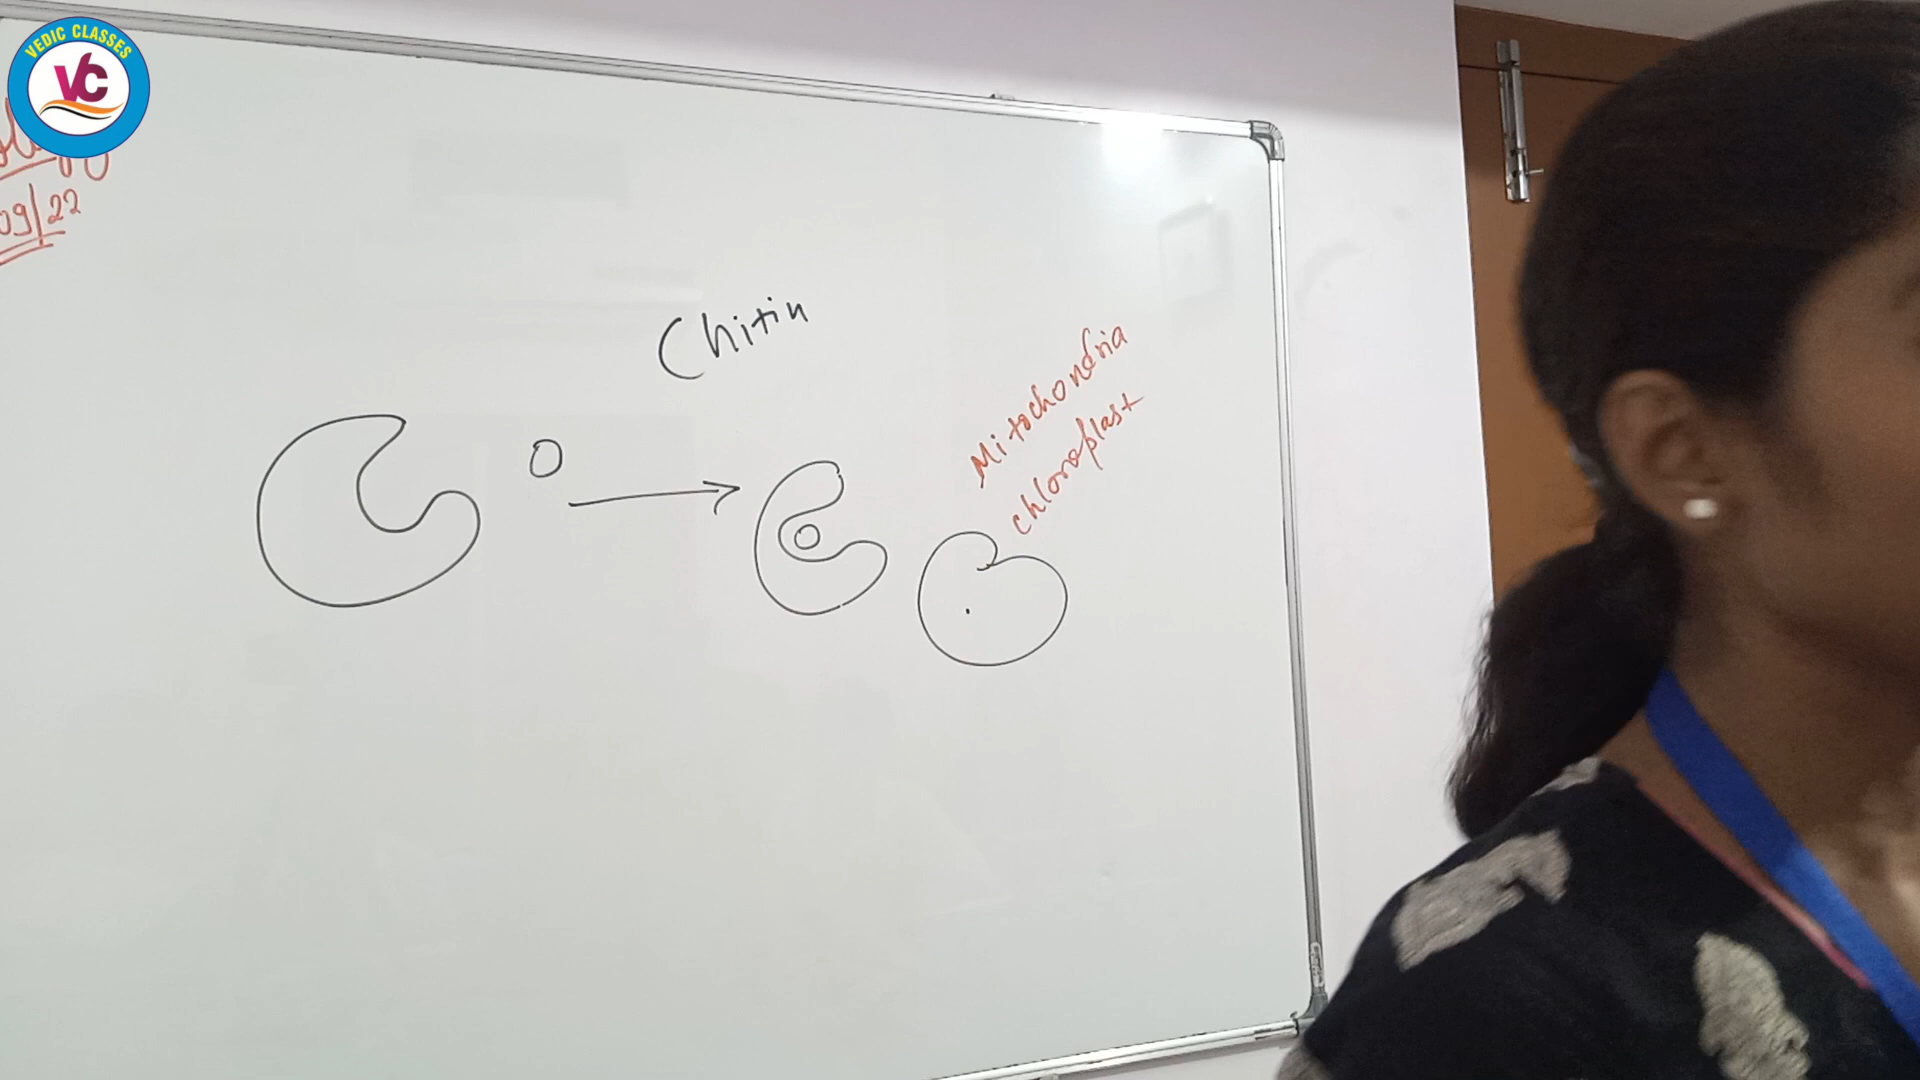 VEDIC CLASSES
VC
09/22
Chitin
Mitochondria
chloroplast